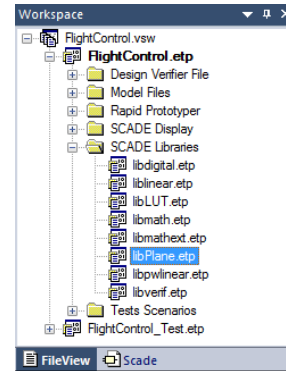 Workspace
FlightControl.vsw
FlightControl.etp
Design Verifier File
Model Files
Rapid Prototyper
SCADE Display
SCADE Libraries
libdigital.etp
liblinear.etp
libLUT.etp
libmath.etp
libmathext.etp
libPlane.etp
libpwlinear.etp
libverif.etp
Tests Scenarios
FlightControl_Test.etp
FileView Scade